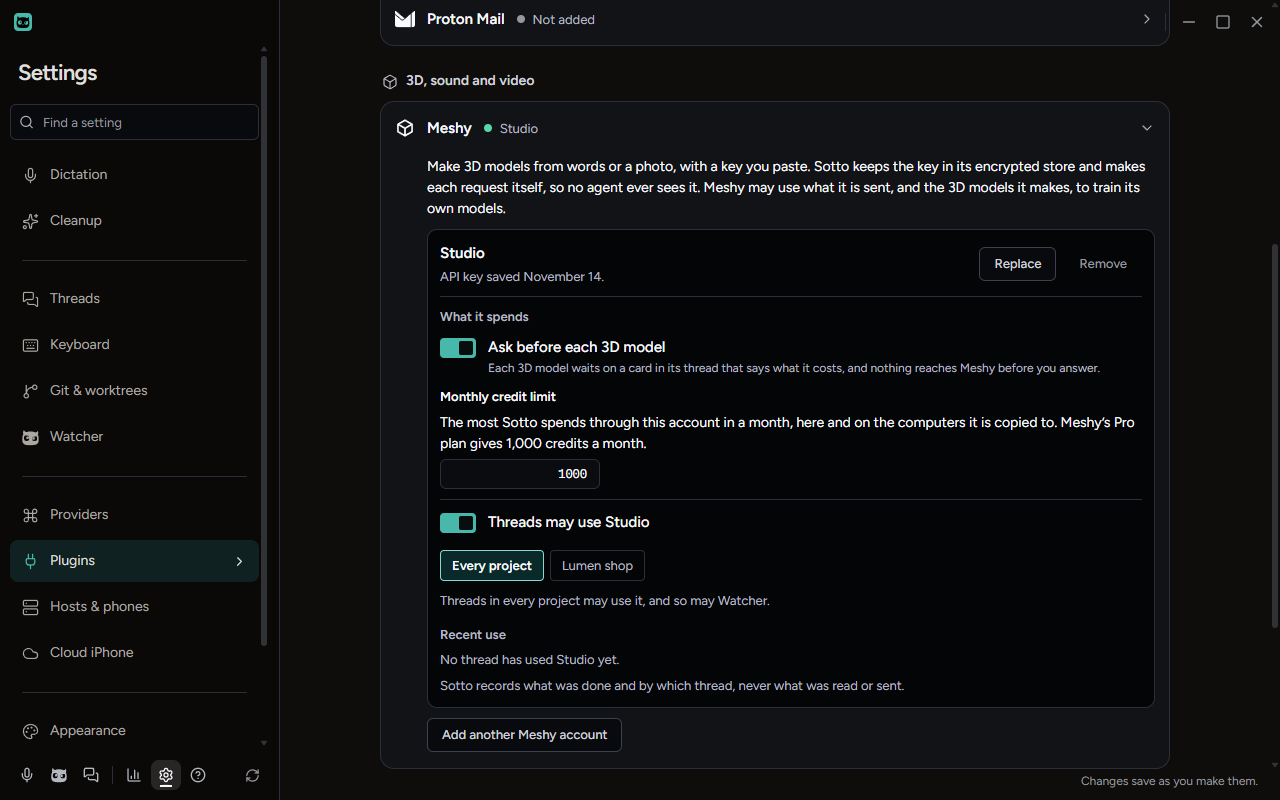 Proton Mail Not added
Settings
Find a setting
Dictation
Cleanup
Threads
Keyboard
Git & worktrees
Watcher
Providers
Plugins
Hosts & phones
Cloud iPhone
Appearance
3D, sound and video
Meshy Studio
Make 3D models from words or a photo, with a key you paste. Sotto keeps the key in its encrypted store and makes
each request itself, so no agent ever sees it. Meshy may use what it is sent, and the 3D models it makes, to train its
own models.
Studio
API key saved November 14.
Replace Remove
What it spends
Ask before each 3D model
Each 3D model waits on a card in its thread that says what it costs, and nothing reaches Meshy before you answer.
Monthly credit limit
The most Sotto spends through this account in a month, here and on the computers it is copied to. Meshy’s Pro
plan gives 1,000 credits a month.
1000
Threads may use Studio
Every project Lumen shop
Threads in every project may use it, and so may Watcher.
Recent use
No thread has used Studio yet.
Sotto records what was done and by which thread, never what was read or sent.
Add another Meshy account
Changes save as you make them.